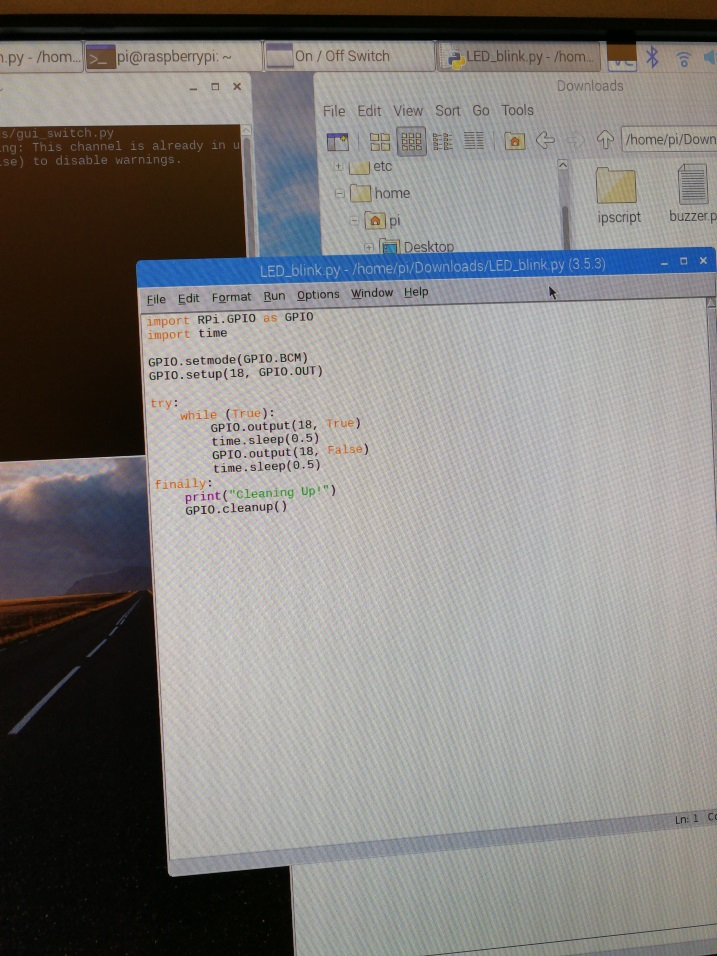 n.py - /hom...
pi@raspberrypi: ~
On / Off Switch
LED_blink.py - /hom...
Downloads
File Edit View Sort Go Tools
/home/pi/Down
s/gui_switch.py
ng: This channel is already in u
lse) to disable warnings.
etc
home
pi
Desktop
ipscript
buzzer.p
LED_blink.py - /home/pi/Downloads/LED_blink.py (3.5.3)
File Edit Format Run Options Window Help
import RPi.GPIO as GPIO
import time
GPIO.setmode(GPIO.BCM)
GPIO.setup(18, GPIO.OUT)
try:
    while (True):
        GPIO.output(18, True)
        time.sleep(0.5)
        GPIO.output(18, False)
        time.sleep(0.5)
finally:
    print("Cleaning Up!")
    GPIO.cleanup()
Ln: 1 Co